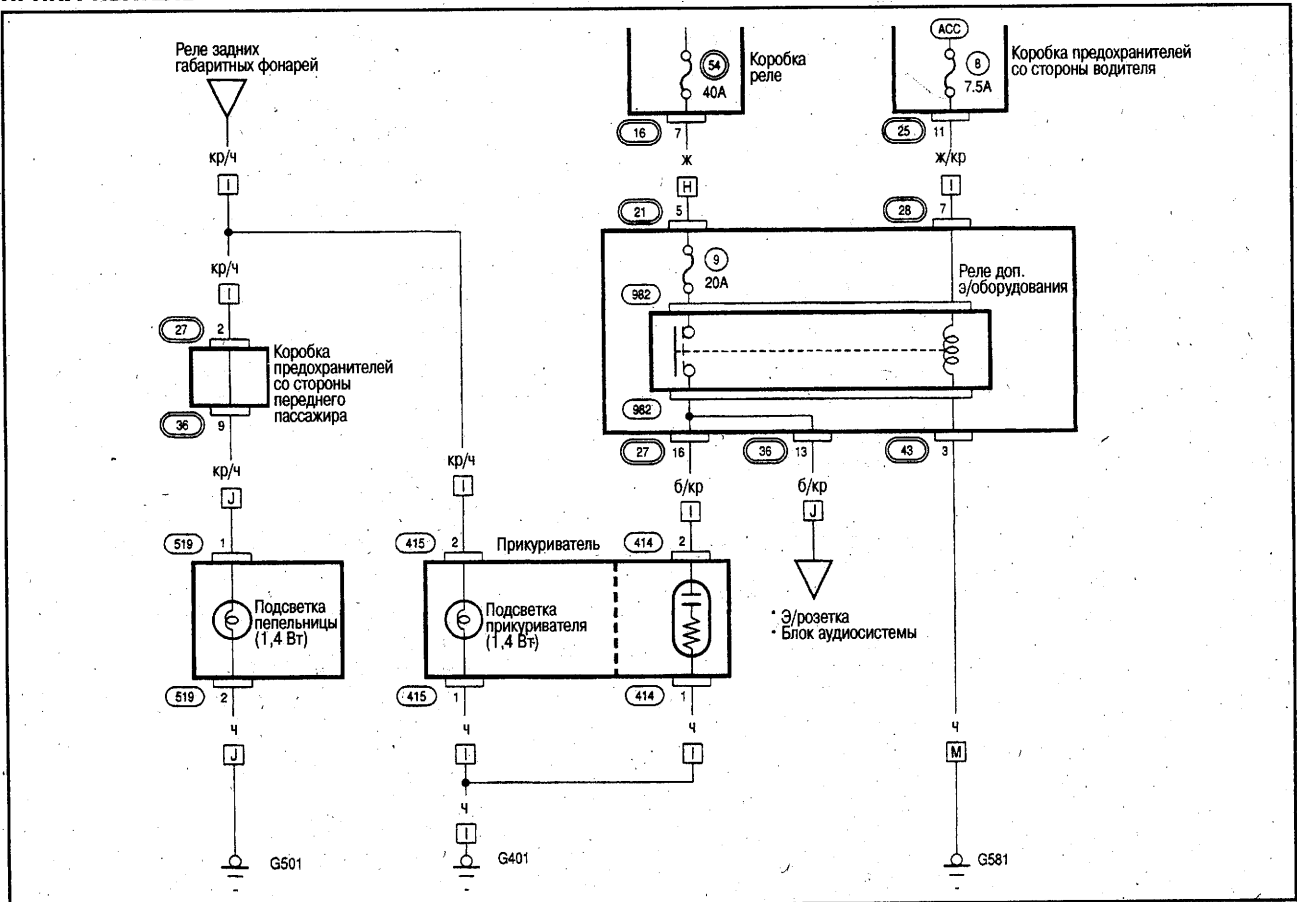 Реле задних
габаритных фонарей
кр/ч
I
кр/ч
I
27
2
Коробка
предохранителей
со стороны
переднего
пассажира
36
9
кр/ч
J
519
1
Подсветка
пепельницы
(1,4 Вт)
519
2
ч
J
G501
кр/ч
I
415
2
Прикуриватель
414
2
Подсветка
прикуривателя
(1,4 Вт)
415
1
414
1
ч
I
ч
I
ч
I
G401
54
40A
Коробка
реле
16
7
ж
H
21
5
9
20A
982
982
27
16
36
13
43
3
б/кр
I
б/кр
J
• Э/розетка
• Блок аудиосистемы
ACC
8
7.5A
Коробка предохранителей
со стороны водителя
25
11
ж/кр
I
28
7
Реле доп.
э/оборудования
ч
M
G581